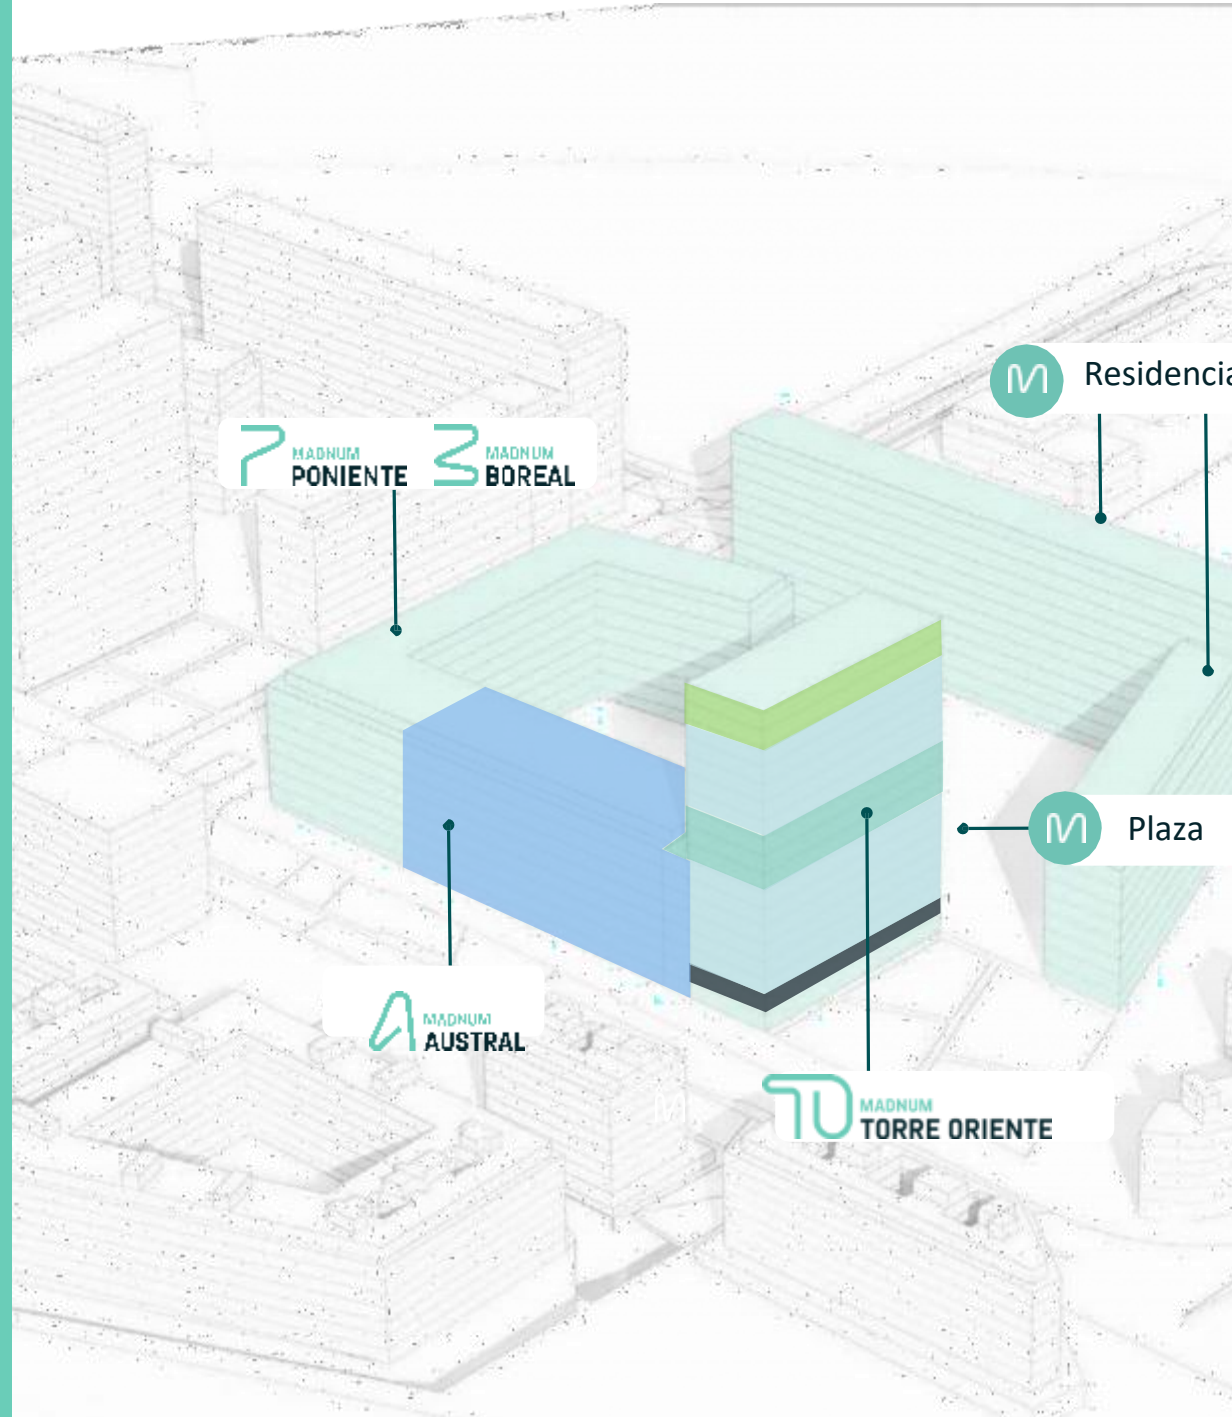 Residencia
MADNUM
PONIENTE
MADNUM
BOREAL
Plaza
MADNUM
AUSTRAL
MADNUM
TORRE ORIENTE